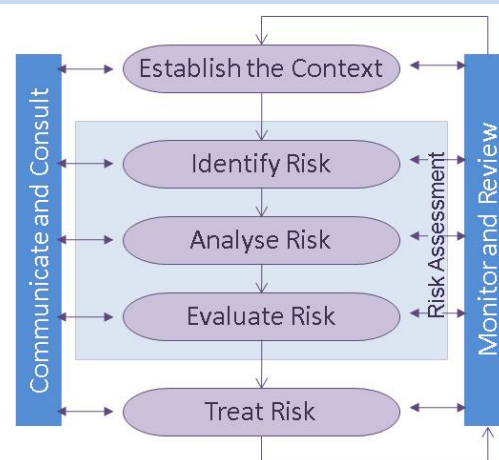 Establish the Context
Communicate and Consult
Identify Risk
Analyse Risk
Evaluate Risk
Risk Assessment
Monitor and Review
Treat Risk